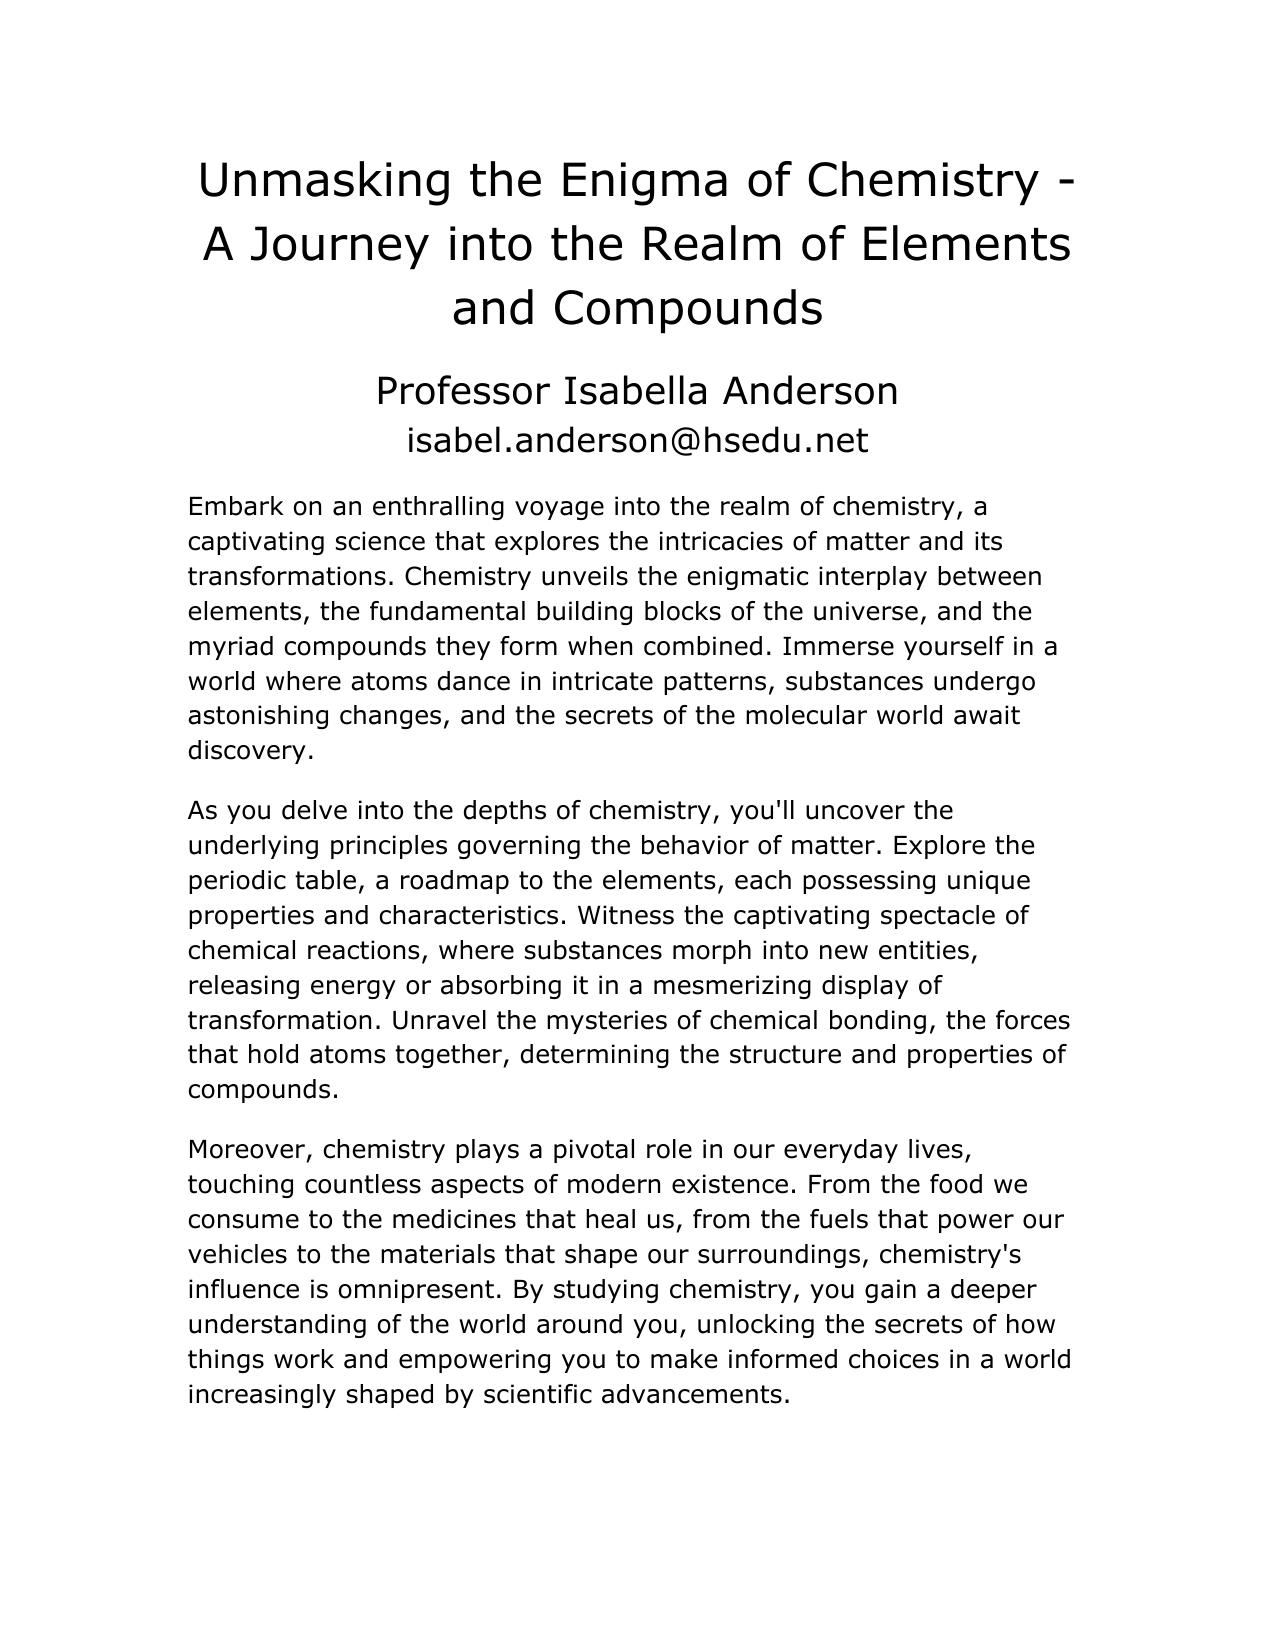 Unmasking the Enigma of Chemistry -
A Journey into the Realm of Elements
and Compounds
Professor Isabella Anderson
isabel.anderson@hsedu.net
Embark on an enthralling voyage into the realm of chemistry, a
captivating science that explores the intricacies of matter and its
transformations. Chemistry unveils the enigmatic interplay between
elements, the fundamental building blocks of the universe, and the
myriad compounds they form when combined. Immerse yourself in a
world where atoms dance in intricate patterns, substances undergo
astonishing changes, and the secrets of the molecular world await
discovery.
As you delve into the depths of chemistry, you'll uncover the
underlying principles governing the behavior of matter. Explore the
periodic table, a roadmap to the elements, each possessing unique
properties and characteristics. Witness the captivating spectacle of
chemical reactions, where substances morph into new entities,
releasing energy or absorbing it in a mesmerizing display of
transformation. Unravel the mysteries of chemical bonding, the forces
that hold atoms together, determining the structure and properties of
compounds.
Moreover, chemistry plays a pivotal role in our everyday lives,
touching countless aspects of modern existence. From the food we
consume to the medicines that heal us, from the fuels that power our
vehicles to the materials that shape our surroundings, chemistry's
influence is omnipresent. By studying chemistry, you gain a deeper
understanding of the world around you, unlocking the secrets of how
things work and empowering you to make informed choices in a world
increasingly shaped by scientific advancements.